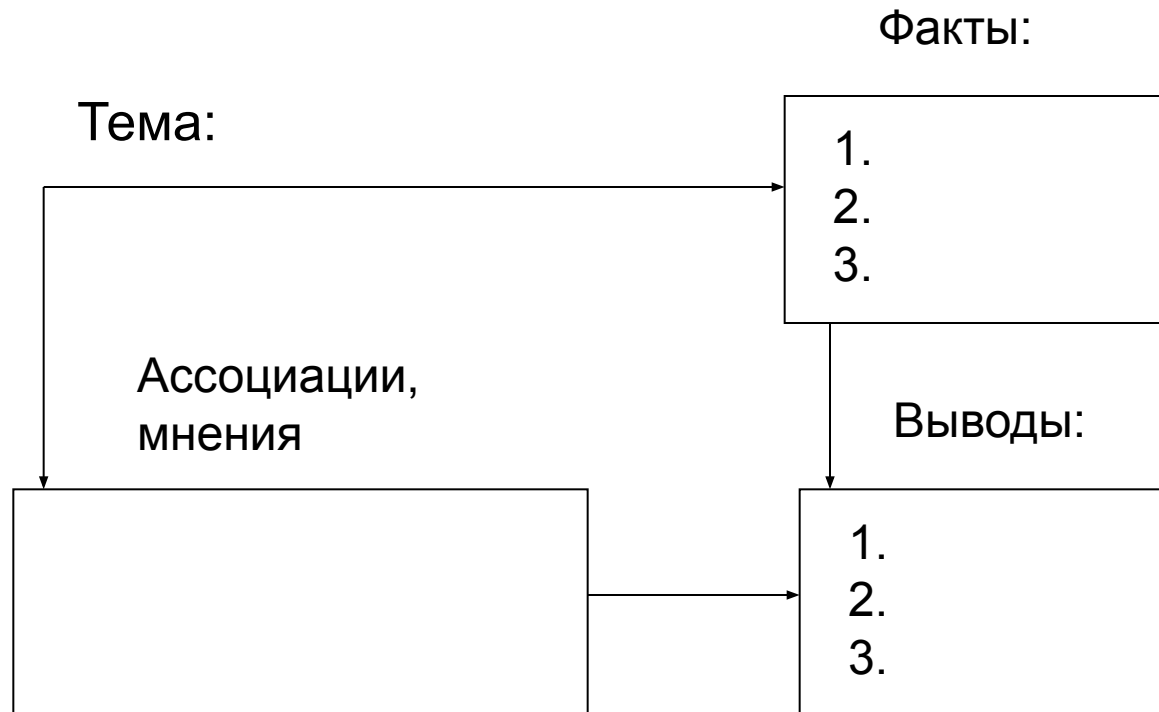 Факты:
Тема:
1.
2.
3.
Ассоциации,
мнения
Выводы:
1.
2.
3.